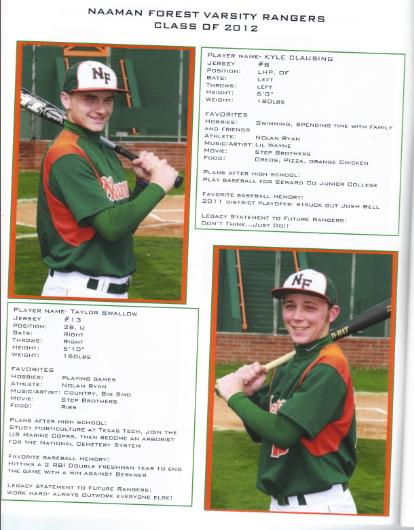 NAAMAN FOREST VARSITY RANGERS
CLASS OF 2012
PLAYER NAME- KYLE CLAUSING
JERSEY #8
POSITION: LHP, OF
BATS: LEFT
THROWS: LEFT
HEIGHT: 6'0"
WEIGHT: 180LBS
FAVORITES
HOBBIES: SWIMMING, SPENDING TIME WITH FAMILY
AND FRIENDS
ATHLETE: NOLAN RYAN
MUSIC/ARTIST: LIL WAYNE
MOVIE: STEP BROTHERS
FOOD: OREOS, PIZZA, ORANGE CHICKEN
PLANS AFTER HIGH SCHOOL:
PLAY BASEBALL FOR SEWARD CO JUNIOR COLLEGE
FAVORITE BASEBALL MEMORY:
2011 DISTRICT PLAYOFFS: STRUCK OUT JOSH BELL
LEGACY STATEMENT TO FUTURE RANGERS:
DON'T THINK...JUST DO!!
NF
PLAYER NAME: TAYLOR SWALLOW
JERSEY #13
POSITION: 2B, U
BATS: RIGHT
THROWS: RIGHT
HEIGHT: 5'10"
WEIGHT: 160LBS
FAVORITES
HOBBIES: PLAYING GAMES
ATHLETE: NOLAN RYAN
MUSIC/ARTIST: COUNTRY, BIG SMO
MOVIE: STEP BROTHERS
FOOD: RIBS
PLANS AFTER HIGH SCHOOL:
STUDY HORTICULTURE AT TEXAS TECH, JOIN THE
US MARINE COPRS, THEN BECOME AN ARBORIST
FOR THE NATIONAL CEMETERY SYSTEM
FAVORITE BASEBALL MEMORY:
HITTING A 2 RBI DOUBLE FRESHMAN YEAR TO END
THE GAME WITH A WIN AGAINST BERKNER
LEGACY STATEMENT TO FUTURE RANGERS:
WORK HARD- ALWAYS OUTWORK EVERYONE ELSE!
NF
D-BAT